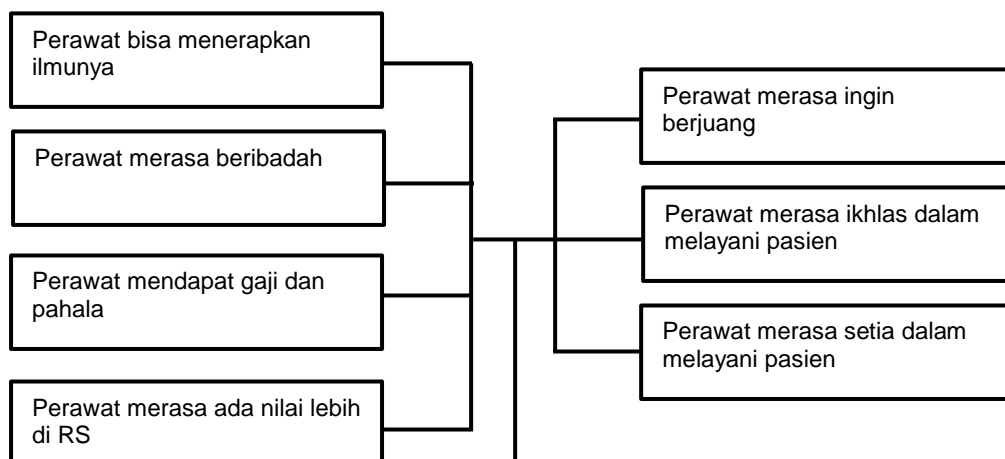 Perawat bisa menerapkan
ilmunya
Perawat merasa beribadah
Perawat mendapat gaji dan
pahala
Perawat merasa ada nilai lebih
di RS
Perawat merasa ingin
berjuang
Perawat merasa ikhlas dalam
melayani pasien
Perawat merasa setia dalam
melayani pasien